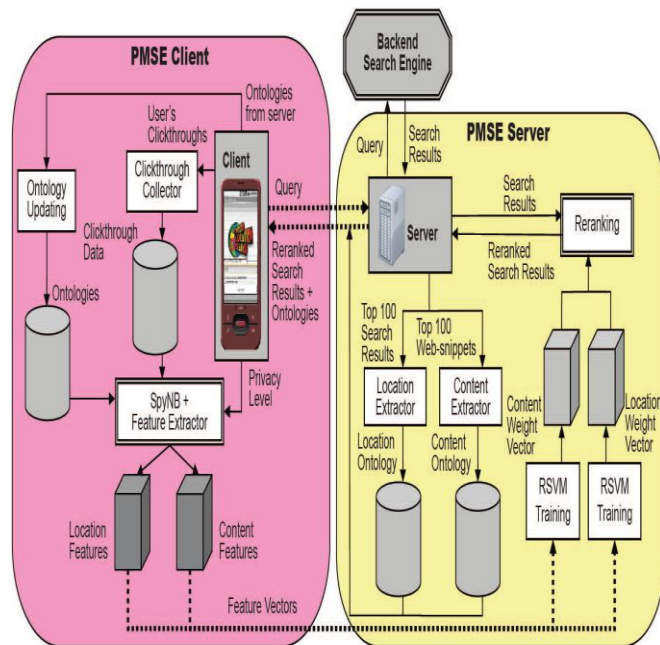 PMSE Client
Ontologies
from server
User's
Clickthroughs
Ontology
Updating
Clickthrough
Collector
Client
Clickthrough
Data
Ontologies
SpyNB +
Feature Extractor
Privacy
Level
Location
Features
Content
Features
Feature Vectors
Query
Reranked
Search
Results +
Ontologies
Backend
Search Engine
Query
Search
Results
PMSE Server
Server
Search
Results
Reranking
Reranked
Search Results
Top 100
Search
Results
Top 100
Web-snippets
Location
Extractor
Content
Extractor
Location
Ontology
Content
Ontology
Content
Weight
Vector
Location
Weight
Vector
RSVM
Training
RSVM
Training